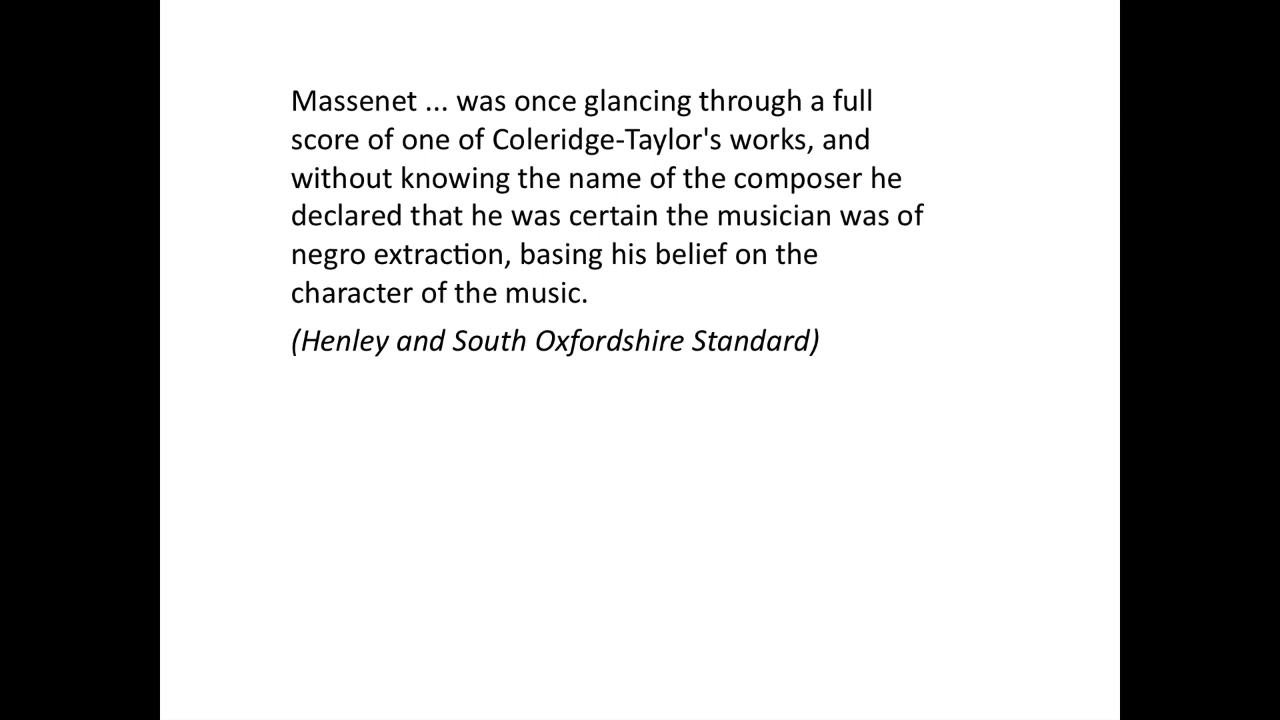 Massenet ... was once glancing through a full
score of one of Coleridge-Taylor's works, and
without knowing the name of the composer he
declared that he was certain the musician was of
negro extraction, basing his belief on the
character of the music.
(Henley and South Oxfordshire Standard)